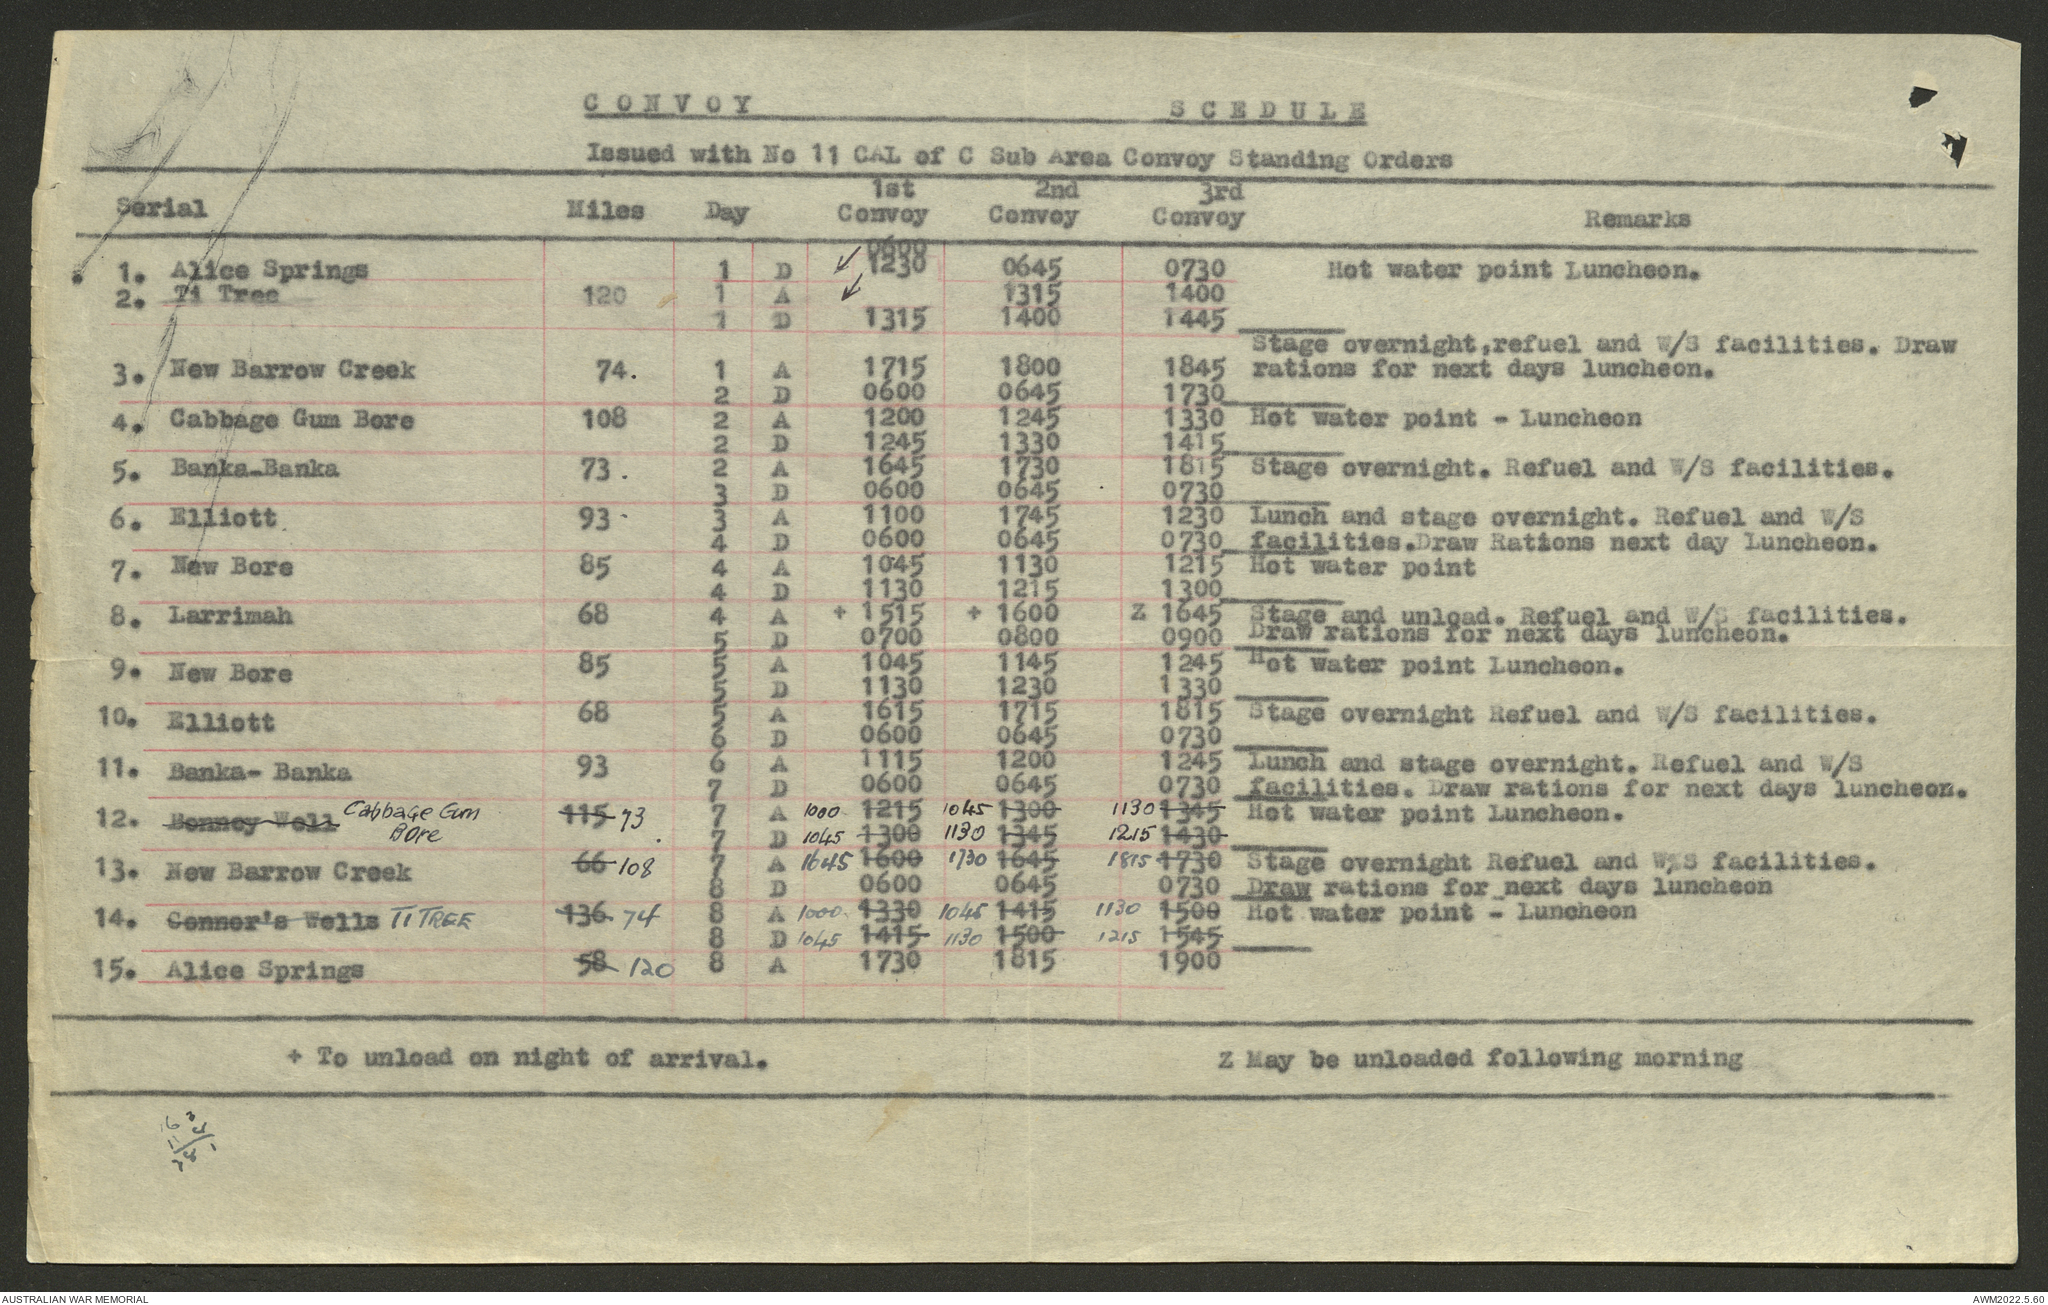 CONVOY SCEDULE
Issued with No 11 CAL of C Sub Area Convoy Standing Orders
1st 2nd 3rd
Serial Miles Day Convoy Convoy Convoy Remarks
0600
1. Alice Springs 1 D 1230 0645 0730 Hot water point Luncheon.
2. Ti Tree 120 1 A 1315 1400
1 D 1315 1400 1445
Stage overnight,refuel and W/S facilities. Draw
3. New Barrow Creek 74. 1 A 1715 1800 1845 rations for next days luncheon.
2 D 0600 0645 1730
4. Cabbage Gum Bore 108 2 A 1200 1245 1330 Hot water point - Luncheon
2 D 1245 1330 1415
5. Banka-Banka 73. 2 A 1645 1730 1815 Stage overnight. Refuel and W/S facilities.
3 D 0600 0645 0730
6. Elliott 93 3 A 1100 1745 1230 Lunch and stage overnight. Refuel and W/S
4 D 0600 0645 0730 facilities.Draw Rations next day Luncheon.
7. New Bore 85 4 A 1045 1130 1215 Hot water point
4 D 1130 1215 1300
8. Larrimah 68 4 A + 1515 + 1600 Z 1645 Stage and unload. Refuel and W/S facilities.
5 D 0700 0800 0900 Draw rations for next days luncheon.
9. New Bore 85 5 A 1045 1145 1245 Hot water point Luncheon.
5 D 1130 1230 1330
10. Elliott 68 5 A 1615 1715 1815 Stage overnight Refuel and W/S facilities.
6 D 0600 0645 0730
11. Banka- Banka 93 6 A 1115 1200 1245 Lunch and stage overnight. Refuel and W/S
7 D 0600 0645 0730 facilities. Draw rations for next days luncheon.
12. Bonney Well Cabbage Gum 115 73 7 A 1000 1215 1045 1300 1130 1345 Hot water point Luncheon.
Bore 7 D 1045 1300 1130 1345 1215 1430
13. New Barrow Creek 66 108 7 A 1645 1600 1730 1645 1815 1730 Stage overnight Refuel and W/S facilities.
8 D 0600 0645 0730 Draw rations for next days luncheon
14. Connor's Wells TI TREE 136 74 8 A 1000 1330 1045 1415 1130 1500 Hot water point - Luncheon
8 D 1045 1415 1130 1500 1215 1545
15. Alice Springs 58 120 8 A 1730 1815 1900
+ To unload on night of arrival. Z May be unloaded following morning
AUSTRALIAN WAR MEMORIAL AWM2022.5.60